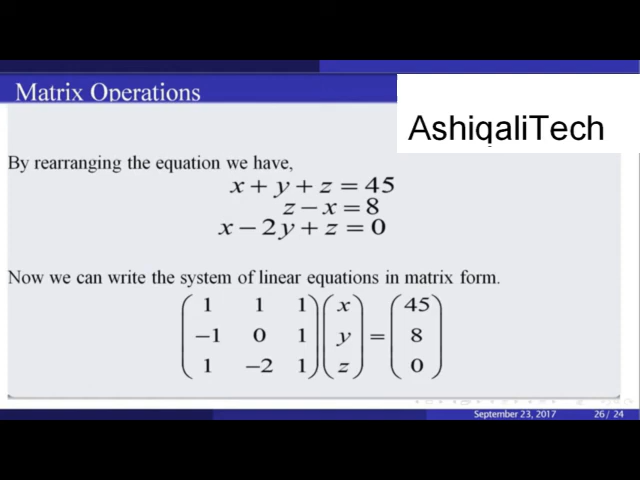 Matrix Operations
AshiqaliTech
By rearranging the equation we have,
x + y + z = 45
z − x = 8
x − 2y + z = 0
Now we can write the system of linear equations in matrix form.
( 1 1 1 ) ( x ) ( 45 )
( −1 0 1 ) ( y ) = ( 8 )
( 1 −2 1 ) ( z ) ( 0 )
September 23, 2017 26 / 24